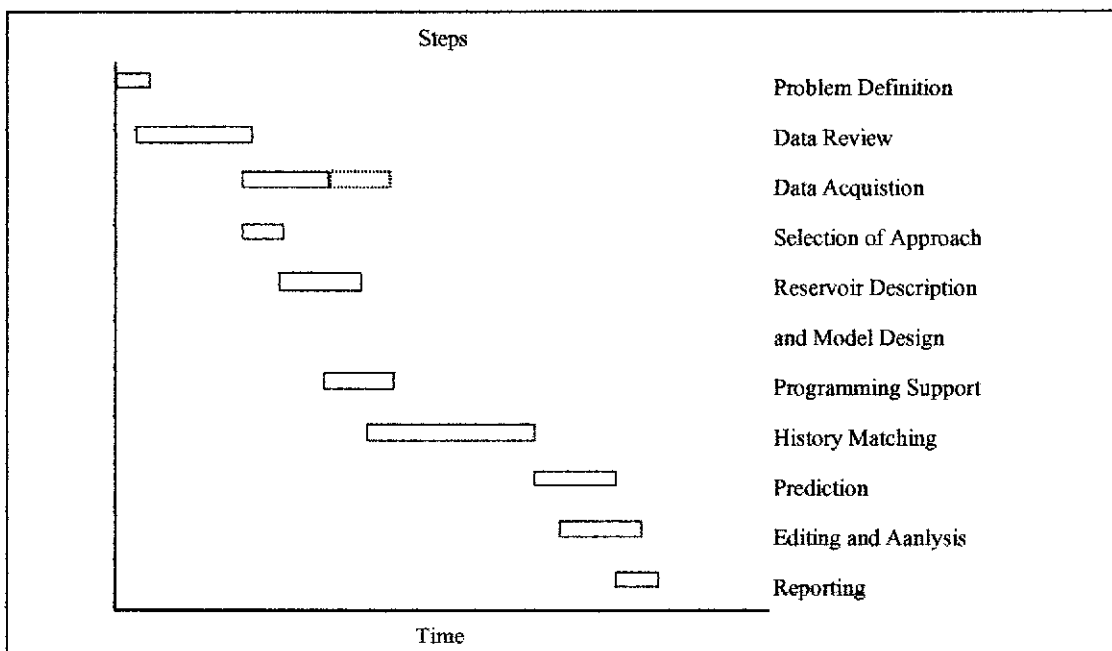 Steps
Problem Definition
Data Review
Data Acquistion
Selection of Approach
Reservoir Description
and Model Design
Programming Support
History Matching
Prediction
Editing and Aanlysis
Reporting
Time